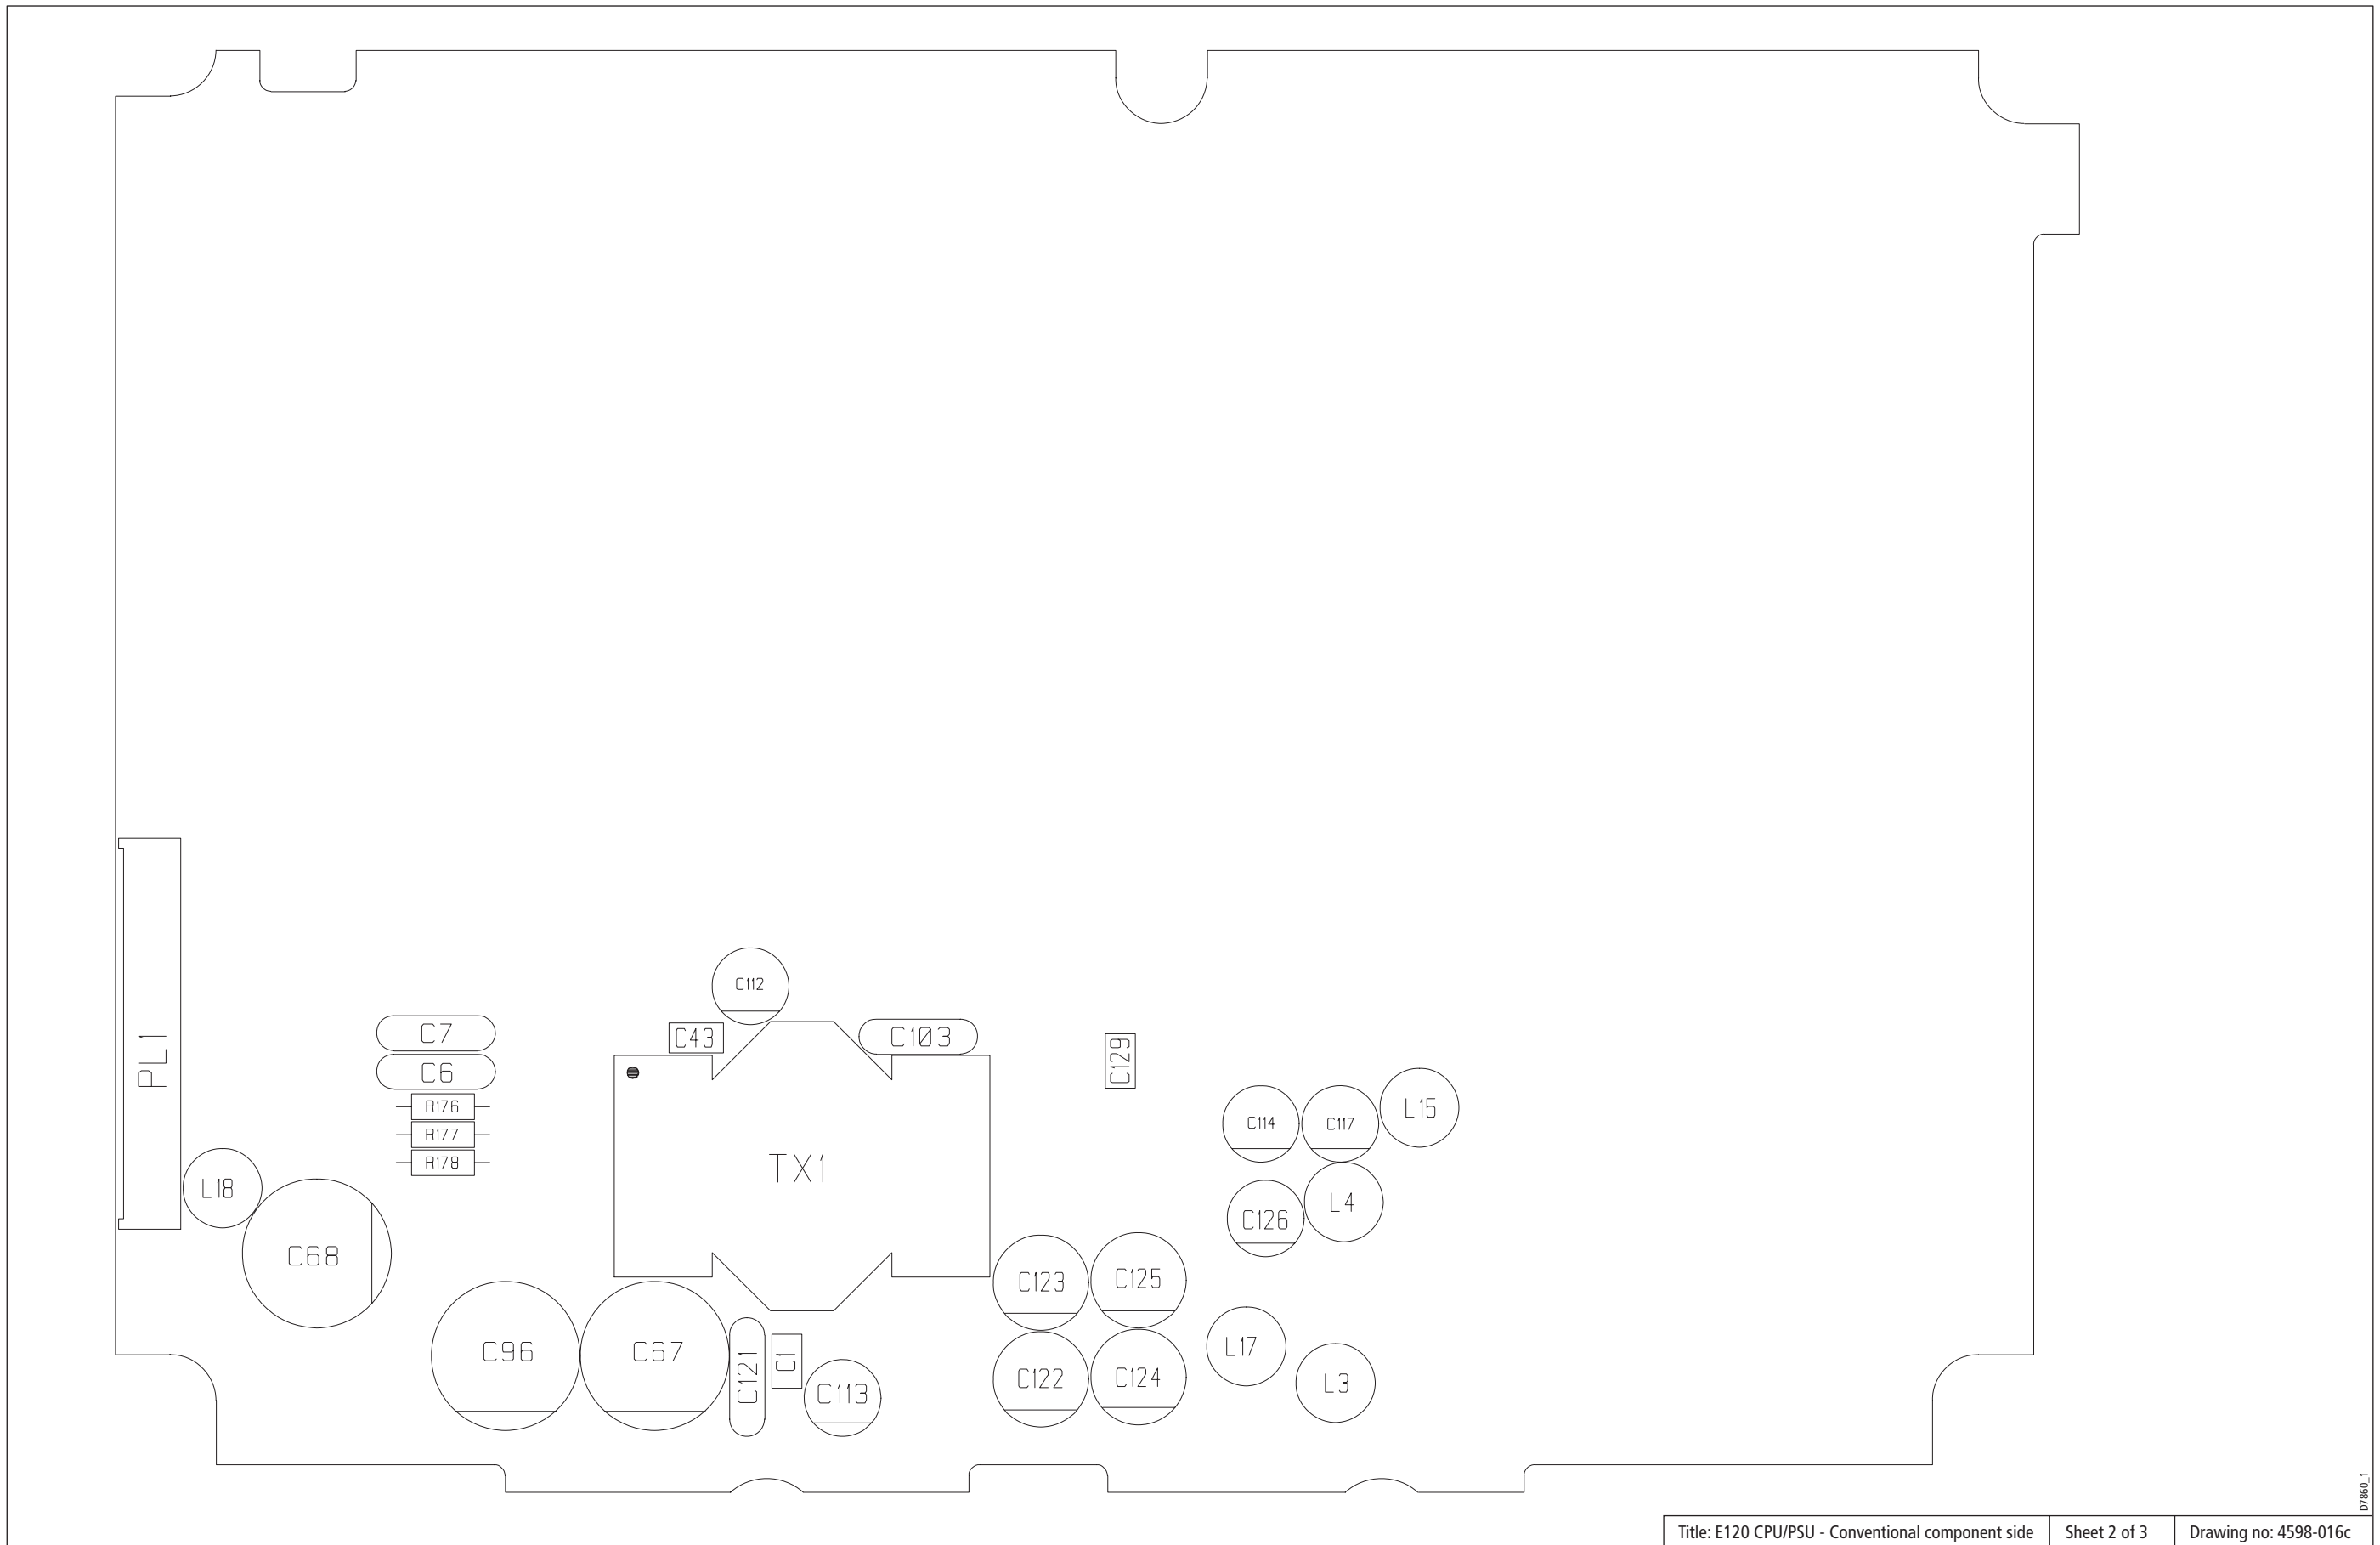 C112
C7
C43
C103
PL1
C6
C129
R176
L15
C114
C117
R177
R178
TX1
L18
L4
C126
C68
C123
C125
L17
C96
C67
C121
C1
C113
C122
C124
L3
D7860_1
Title: E120 CPU/PSU - Conventional component side
Sheet 2 of 3
Drawing no: 4598-016c